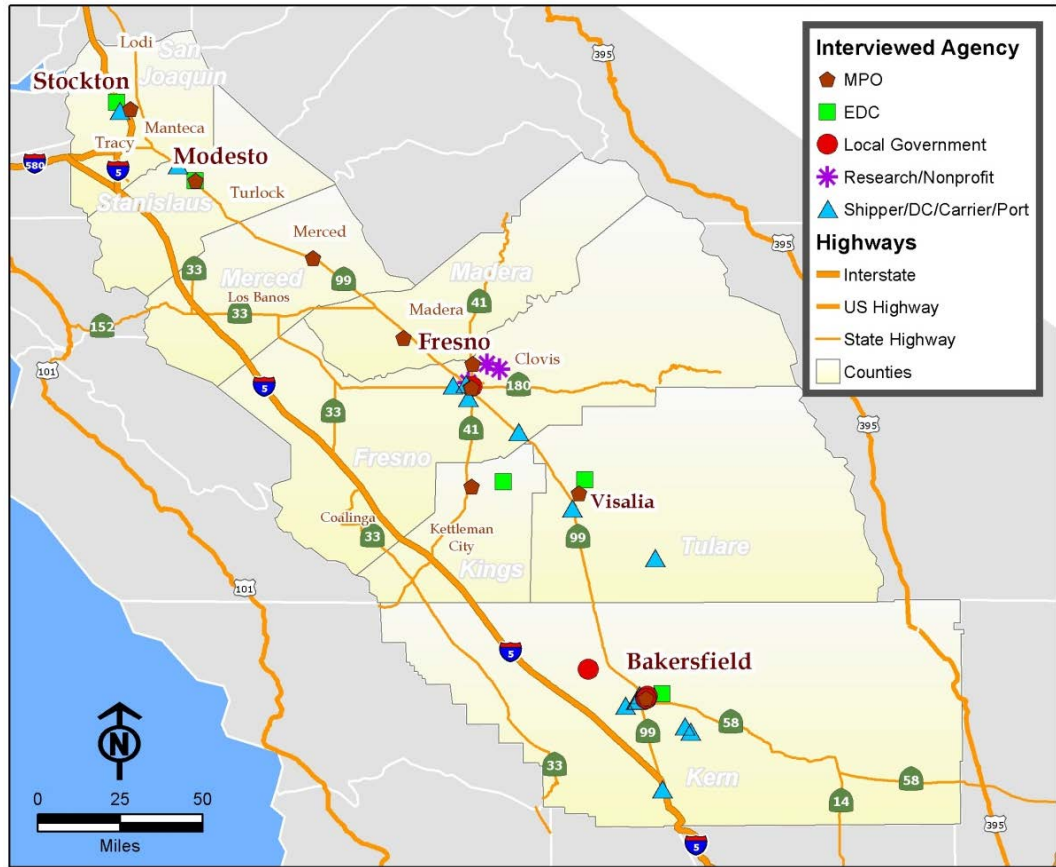 Lodi
San
Joaquin
Stockton
Manteca
Tracy
580
5
Modesto
Stanislaus
Turlock
Merced
33
Merced
99
Los Banos
33
152
101
Madera
41
Madera
Fresno
Clovis
180
5
33
41
Fresno
Coalinga
33
Kettleman
City
Kings
Visalia
99
Tulare
101
5
Bakersfield
99
58
Kern
33
58
14
5
395
395
395
395
Interviewed Agency
MPO
EDC
Local Government
Research/Nonprofit
Shipper/DC/Carrier/Port
Highways
Interstate
US Highway
State Highway
Counties
N
0 25 50
Miles